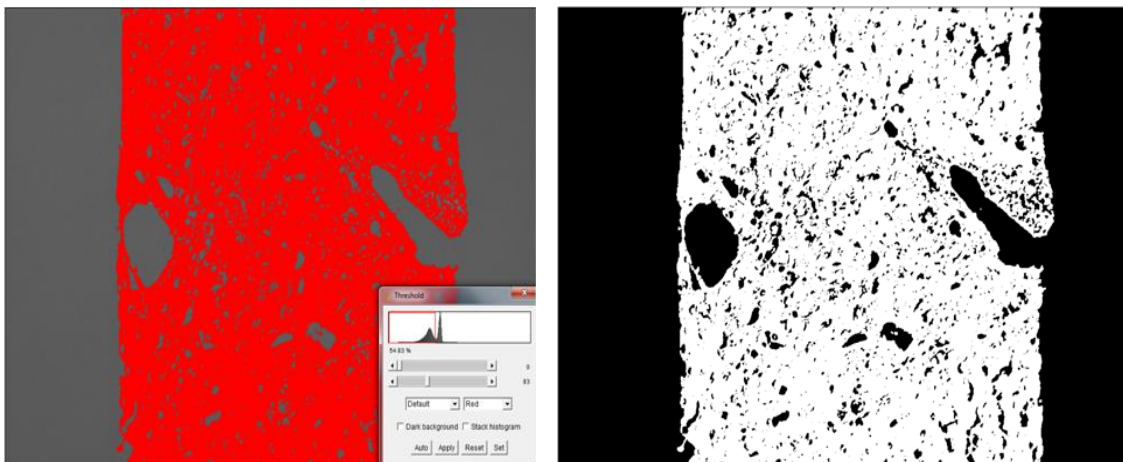 Threshold
54.83 %
0
83
Default Red
Dark background Stack histogram
Auto Apply Reset Set